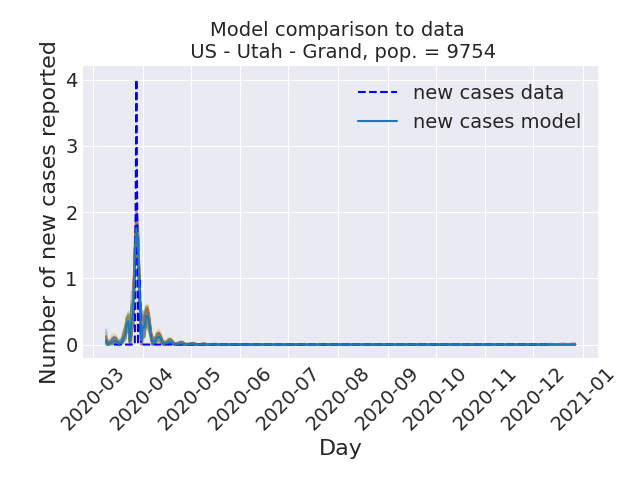 Model comparison to data
US - Utah - Grand, pop. = 9754
Number of new cases reported
4
3
2
1
0
new cases data
new cases model
2020-03
2020-04
2020-05
2020-06
2020-07
2020-08
2020-09
2020-10
2020-11
2020-12
2021-01
Day